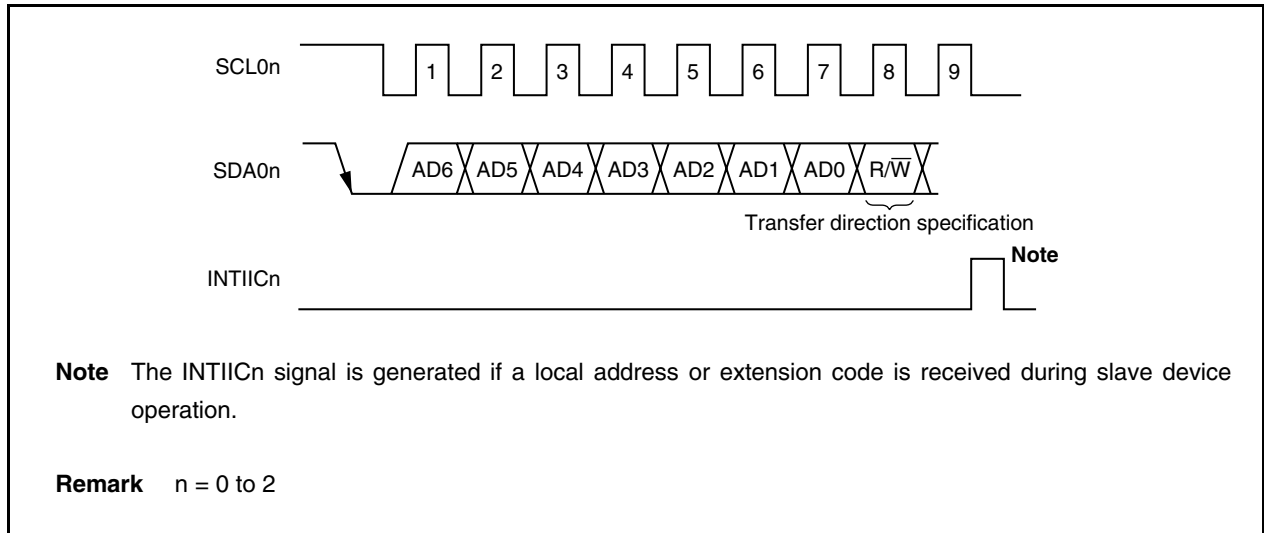 SCL0n 1 2 3 4 5 6 7 8 9
SDA0n AD6 AD5 AD4 AD3 AD2 AD1 AD0 R/W̅
Transfer direction specification
Note
INTIICn
Note The INTIICn signal is generated if a local address or extension code is received during slave device
operation.
Remark n = 0 to 2